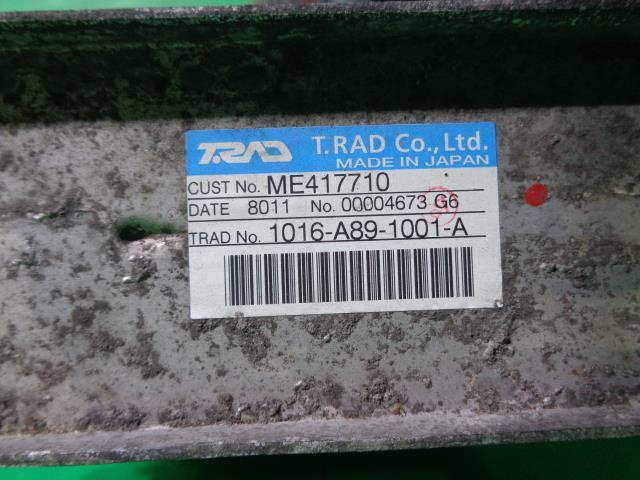 T.RAD T.RAD Co., Ltd.
MADE IN JAPAN
CUST No. ME417710
DATE 8011 No. 00004673 G6
TRAD No. 1016-A89-1001-A